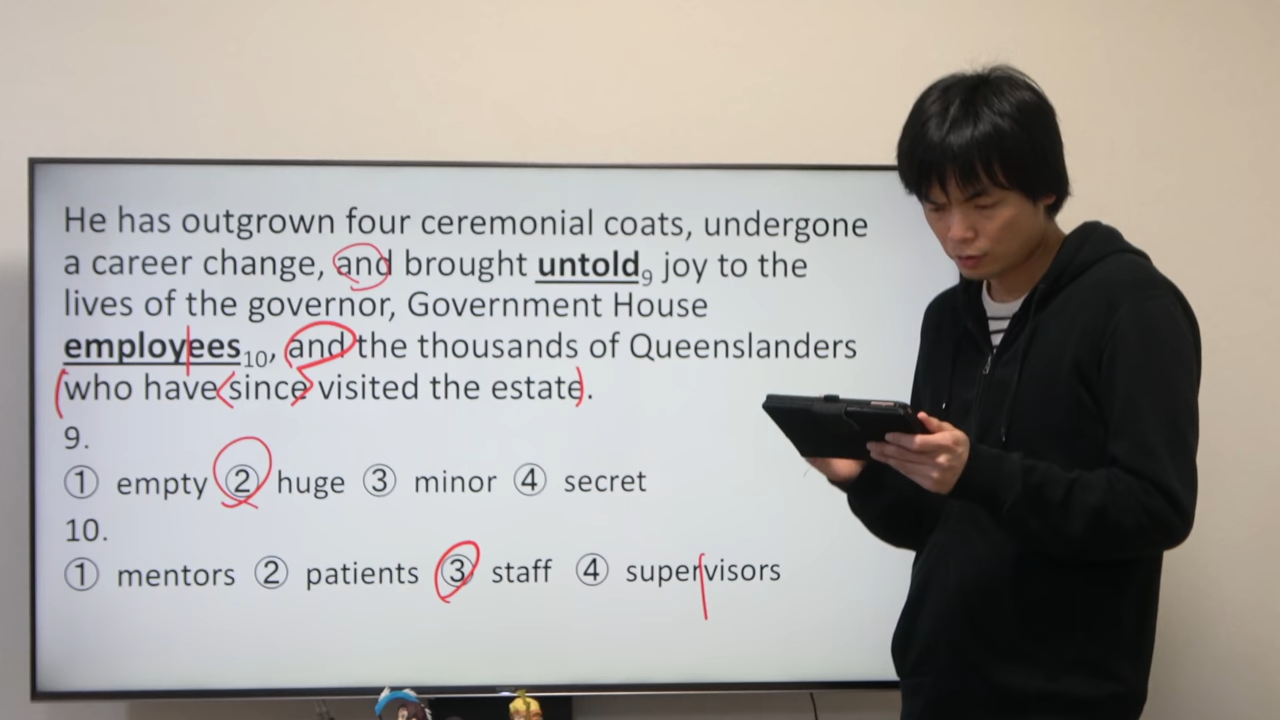 He has outgrown four ceremonial coats, undergone
a career change, and brought untold9 joy to the
lives of the governor, Government House
employees10, and the thousands of Queenslanders
who have since visited the estate.
9.
① empty ② huge ③ minor ④ secret
10.
① mentors ② patients ③ staff ④ supervisors